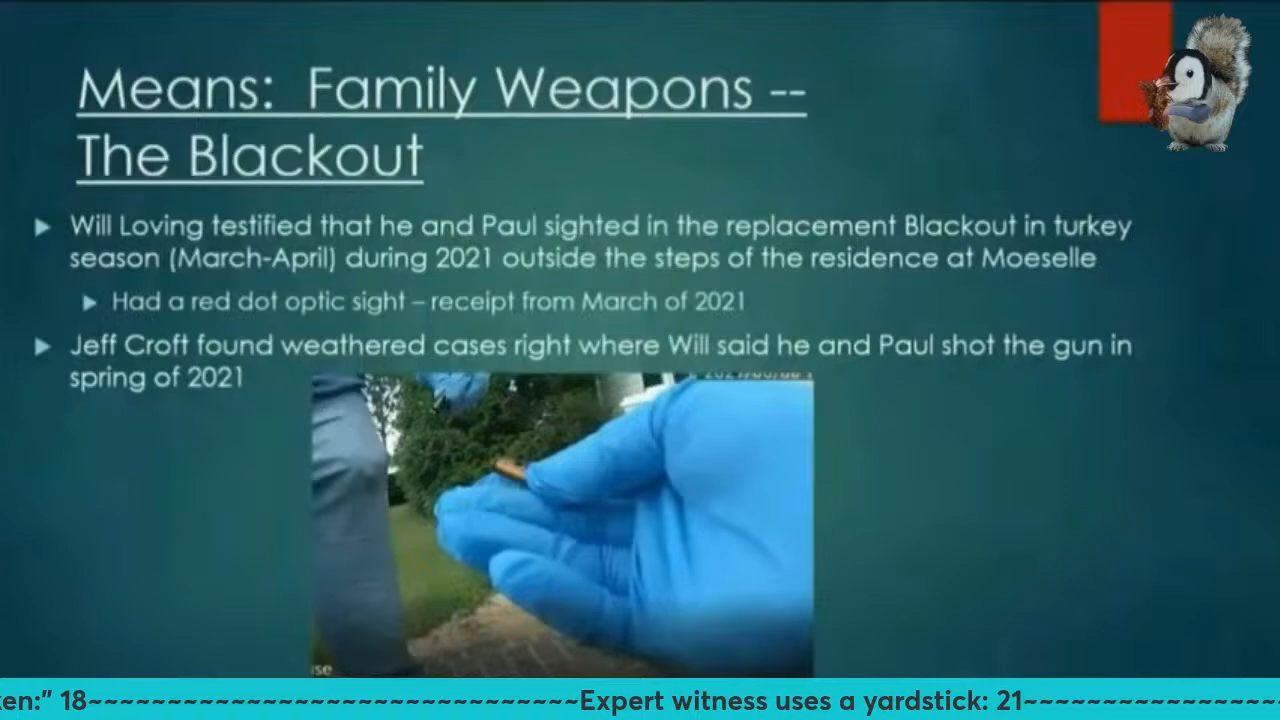 Means: Family Weapons --
The Blackout
Will Loving testified that he and Paul sighted in the replacement Blackout in turkey
season (March-April) during 2021 outside the steps of the residence at Moeselle
Had a red dot optic sight – receipt from March of 2021
Jeff Croft found weathered cases right where Will said he and Paul shot the gun in
spring of 2021
ken:” 18~~~~~~~~~~~~~~~~~~~~~~~~~~~~~~~Expert witness uses a yardstick: 21~~~~~~~~~~~~~~~~